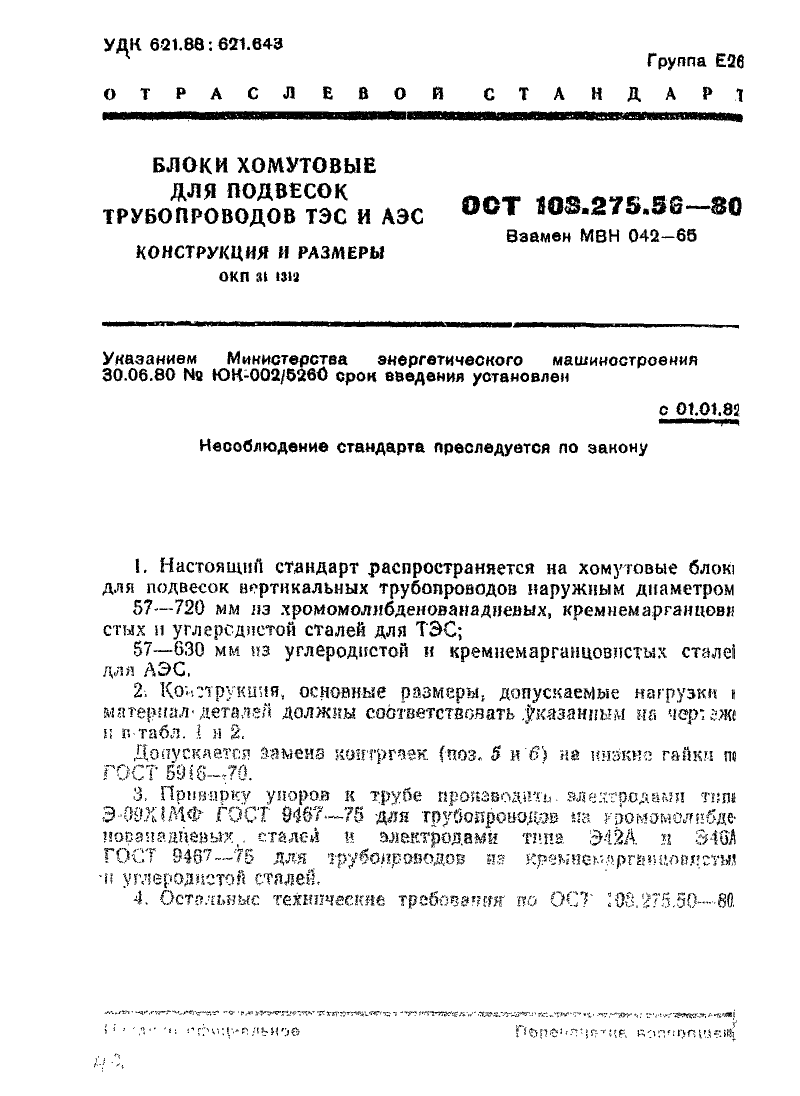 УДК 621.88:621.643
Группа Е26
ОТРАСЛЕВОЙ СТАНДАРТ
БЛОКИ ХОМУТОВЫЕ
ДЛЯ ПОДВЕСОК
ТРУБОПРОВОДОВ ТЭС И АЭС
КОНСТРУКЦИЯ И РАЗМЕРЫ
ОКП 31 1312
ОСТ 108.275.56—80
Взамен МВН 042—65
Указанием Министерства энергетического машиностроения
30.06.80 № ЮК-002/5260 срок введения установлен
с 01.01.82
Несоблюдение стандарта преследуется по закону
1. Настоящий стандарт распространяется на хомутовые блоки
для подвесок вертикальных трубопроводов наружным диаметром
57—720 мм из хромомолибденованадиевых, кремнемарганцови
стых и углеродистой сталей для ТЭС;
57—630 мм из углеродистой и кремнемарганцовистых сталей
для АЭС.
2. Конструкция, основные размеры, допускаемые нагрузки и
материал деталей должны соответствовать указанным на чертеже
и в табл. 1 и 2.
Допускается замена контргаек (поз. 5 и 6) на низкие гайки по
ГОСТ 5916—70.
3. Приварку упоров к трубе производить электродами типа
Э-09Х1МФ ГОСТ 9467—75 для трубопроводов из хромомолибде
нованадиевых сталей и электродами типа Э42А и Э46А
ГОСТ 9467—75 для трубопроводов из кремнемарганцовистых
и углеродистой сталей.
4. Остальные технические требования по ОСТ 108.275.50—80.
Издание официальное
Перепечатка воспрещена